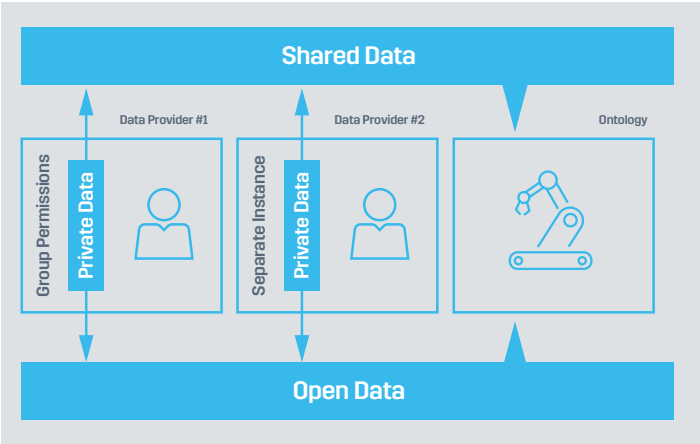 Shared Data
Data Provider #1
Data Provider #2
Ontology
Group Permissions
Private Data
Separate Instance
Private Data
Open Data